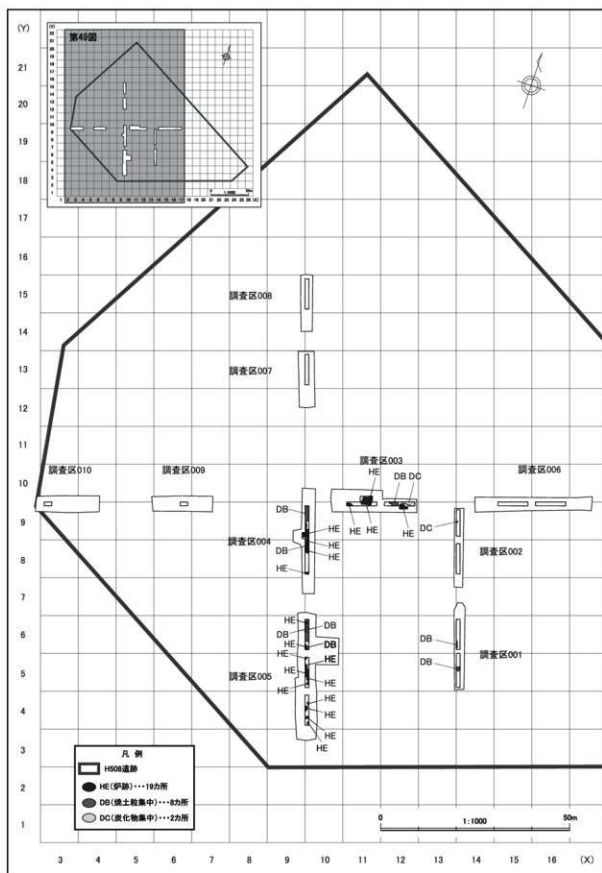 (Y)
第49図
21
20
19
18
17
16
15
14
13
12
11
10
9
8
7
6
5
4
3
2
1
調査区008
調査区007
調査区010
調査区009
調査区003
HE
DB DC
HE
HE
HE
調査区006
DB
HE
調査区004
HE
DB
HE
HE
DC
調査区002
HE
DB
DB
HE
DB
HE
HE
HE
調査区005
HE
HE
HE
HE
HE
HE
DB
調査区001
DB
凡 例
H508遺跡
HE(炉跡)・・・19カ所
DB(焼土粒集中)・・・8カ所
DC(炭化物集中)・・・2カ所
0 50m
1:1000
3 4 5 6 7 8 9 10 11 12 13 14 15 16 (X)